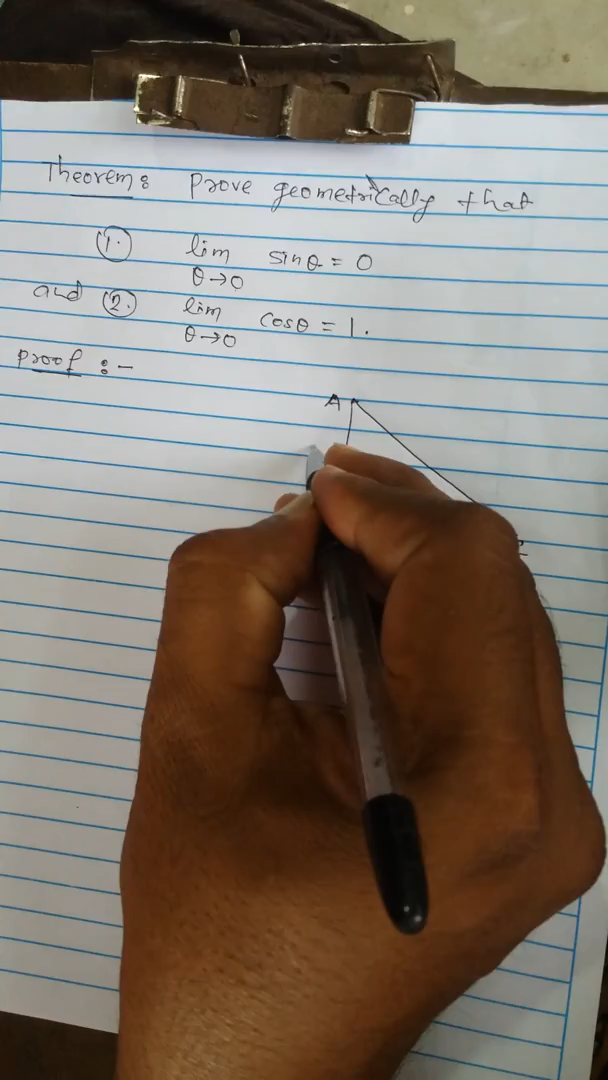 Theorem: Prove geometrically that
1. lim sinθ = 0
θ→0
and 2. lim cosθ = 1.
θ→0
Proof :-
A